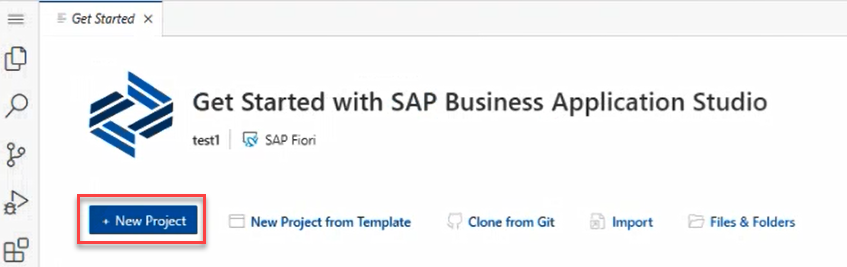 Get Started
Get Started with SAP Business Application Studio
test1 SAP Fiori
+ New Project New Project from Template Clone from Git Import Files & Folders